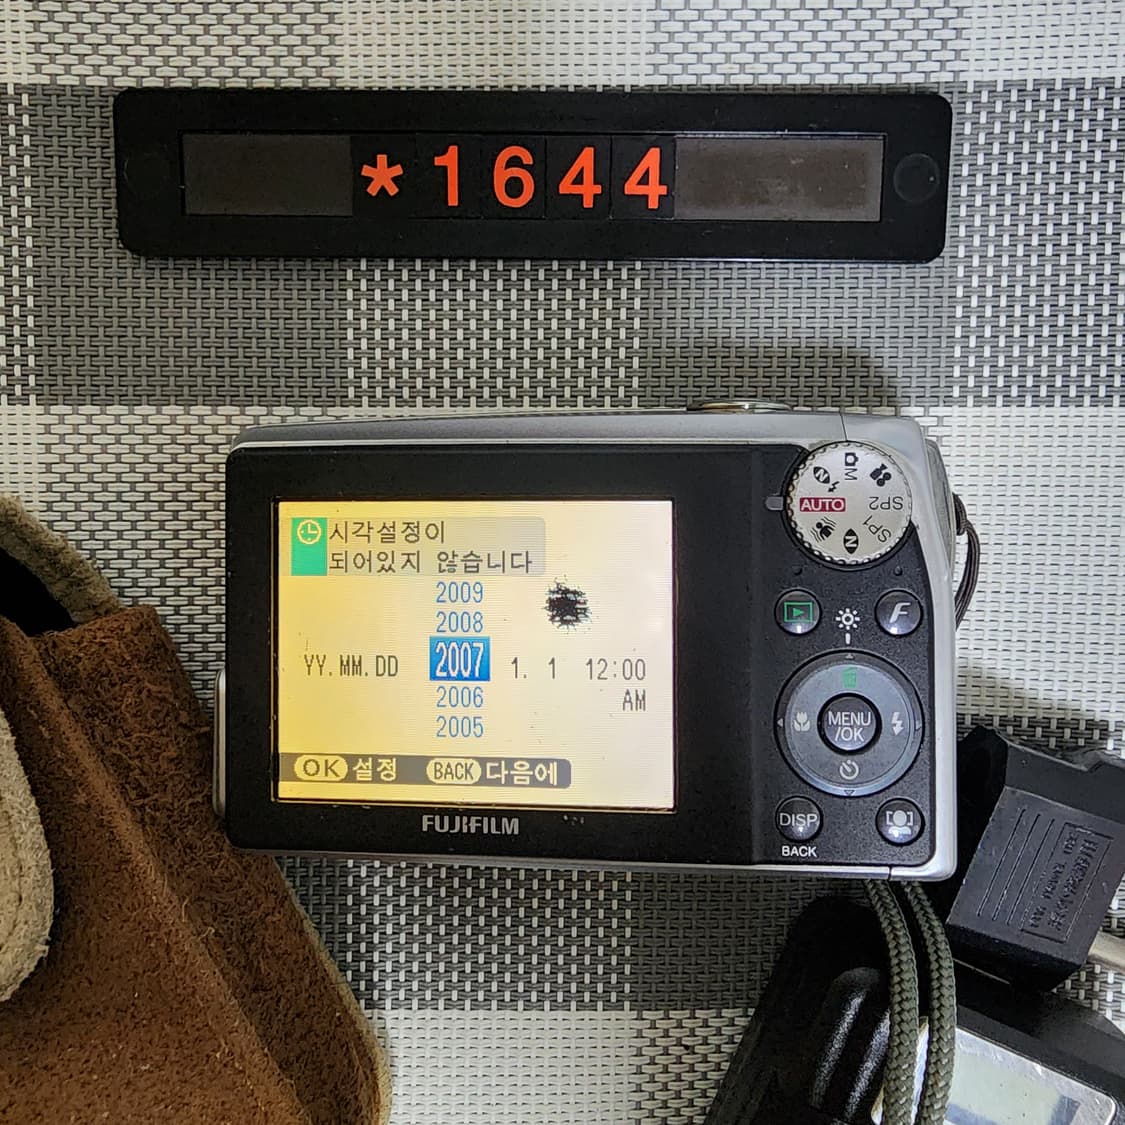 *1644
시각설정이
되어있지 않습니다
2009
2008
YY.MM.DD 2007 1. 1 12:00
AM
2006
2005
OK 설정 BACK 다음에
FUJIFILM
M
AUTO
SP2
SP1
N
F
MENU
/OK
DISP
BACK